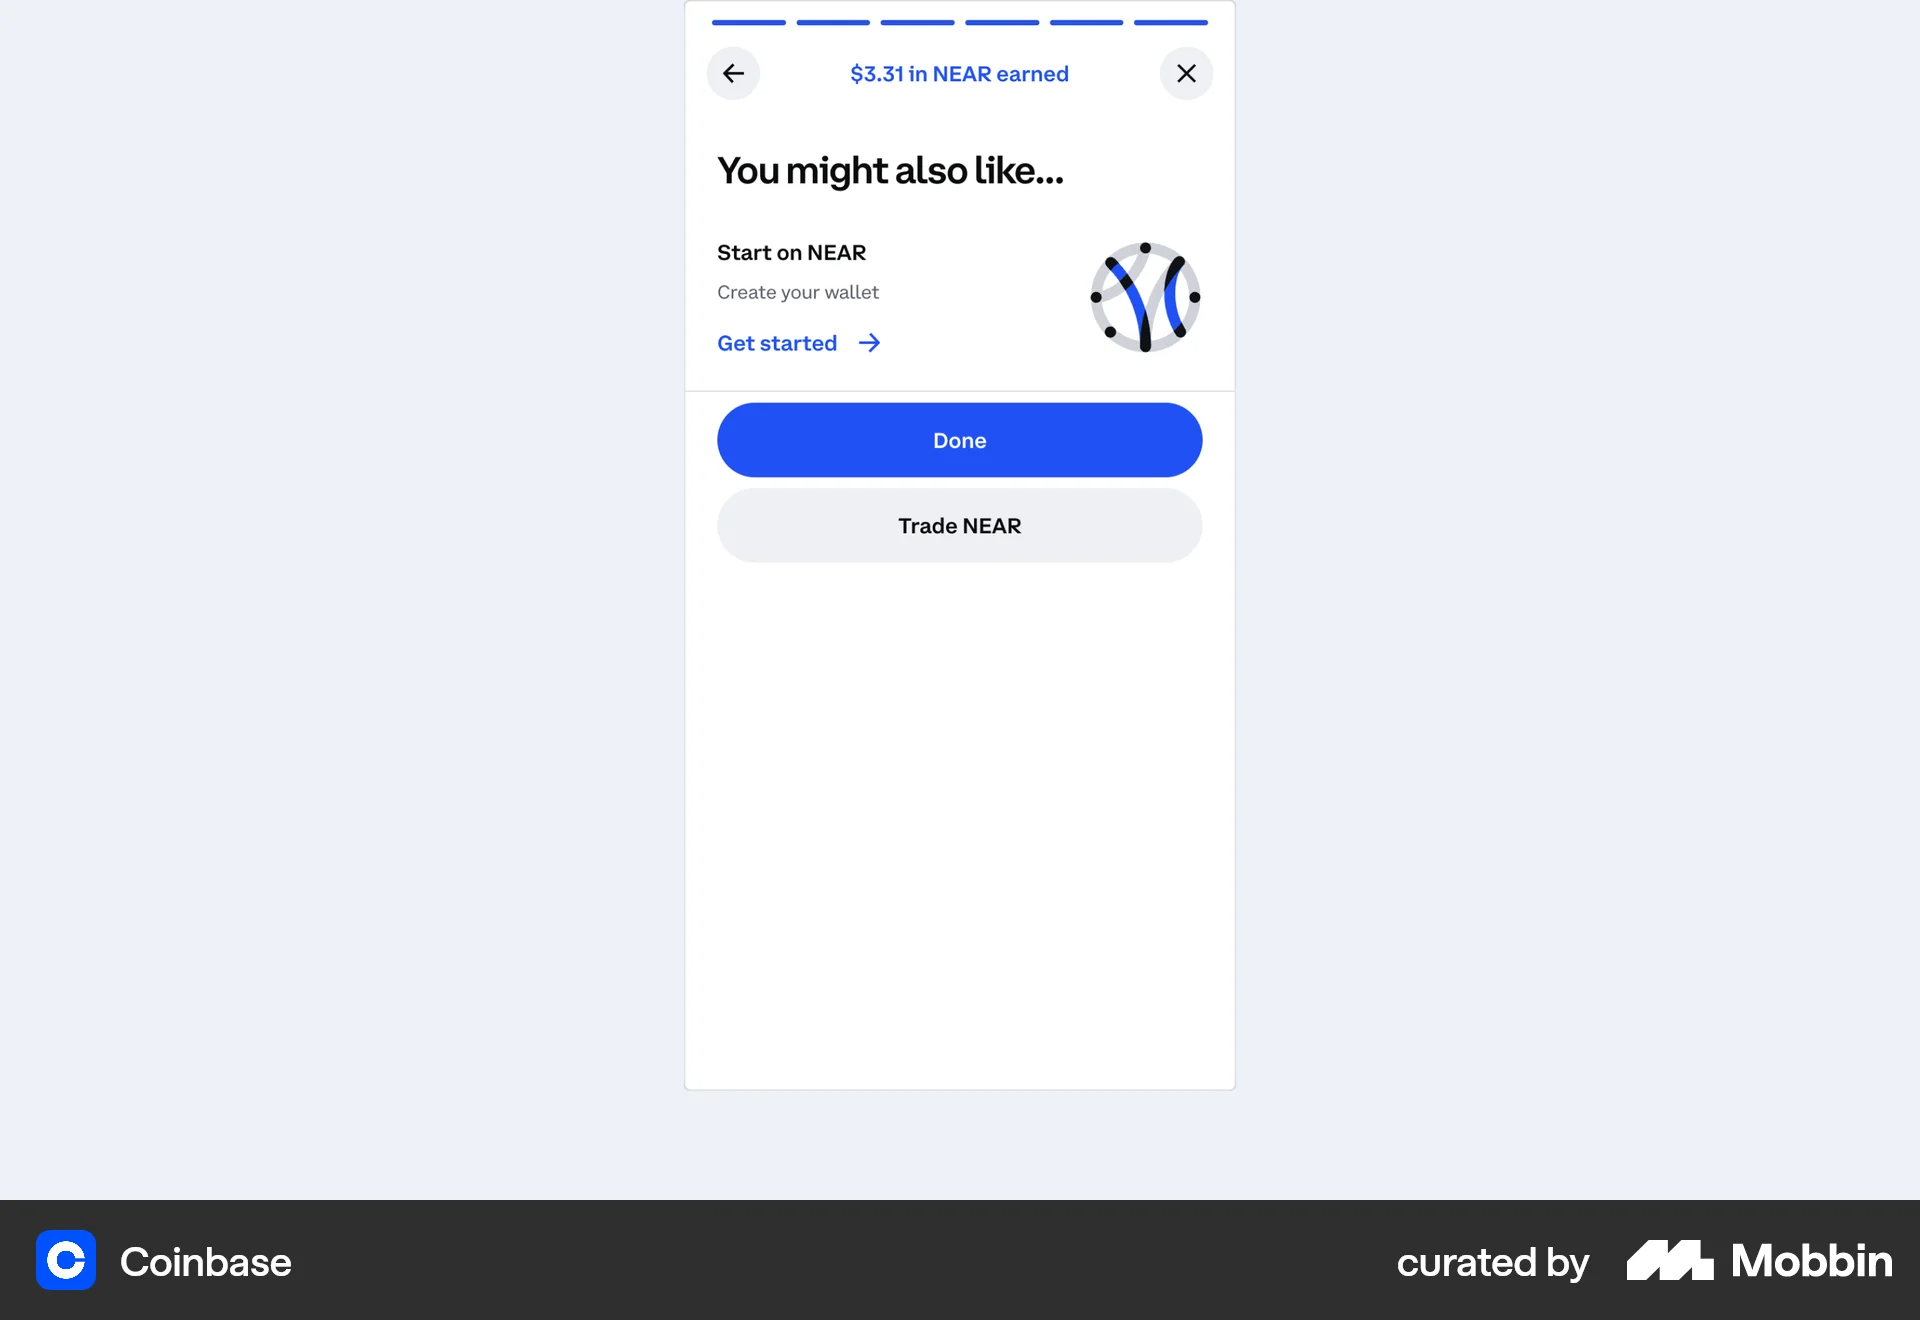 $3.31 in NEAR earned
You might also like...
Start on NEAR
Create your wallet
Get started
Done
Trade NEAR
Coinbase
curated by Mobbin